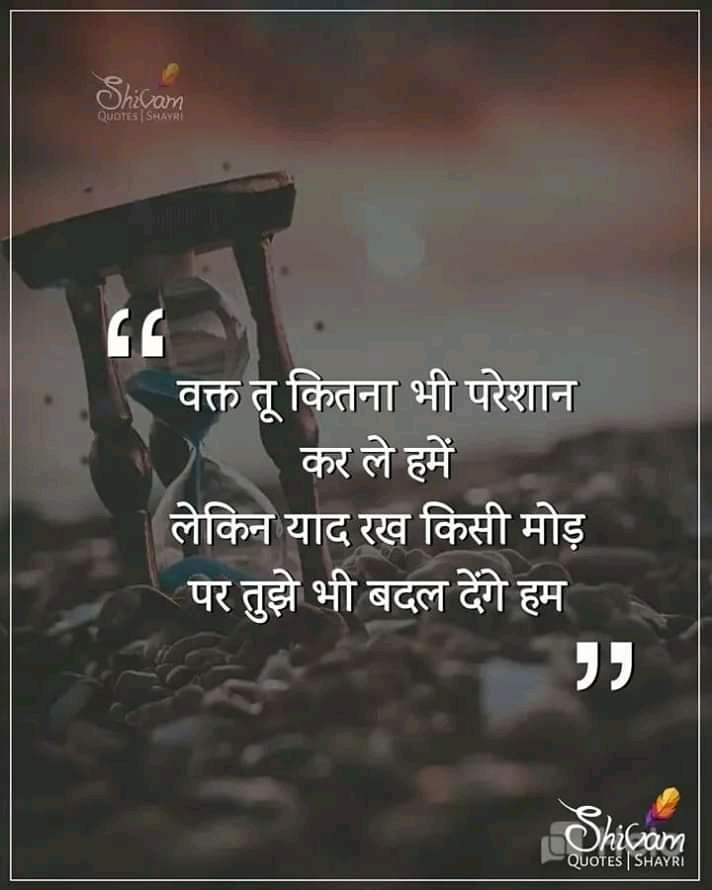 Shivam
QUOTES | SHAYRI
“
वक्त तू कितना भी परेशान
कर ले हमें
लेकिन याद रख किसी मोड़
पर तुझे भी बदल देंगे हम
”
Shivam
QUOTES | SHAYRI